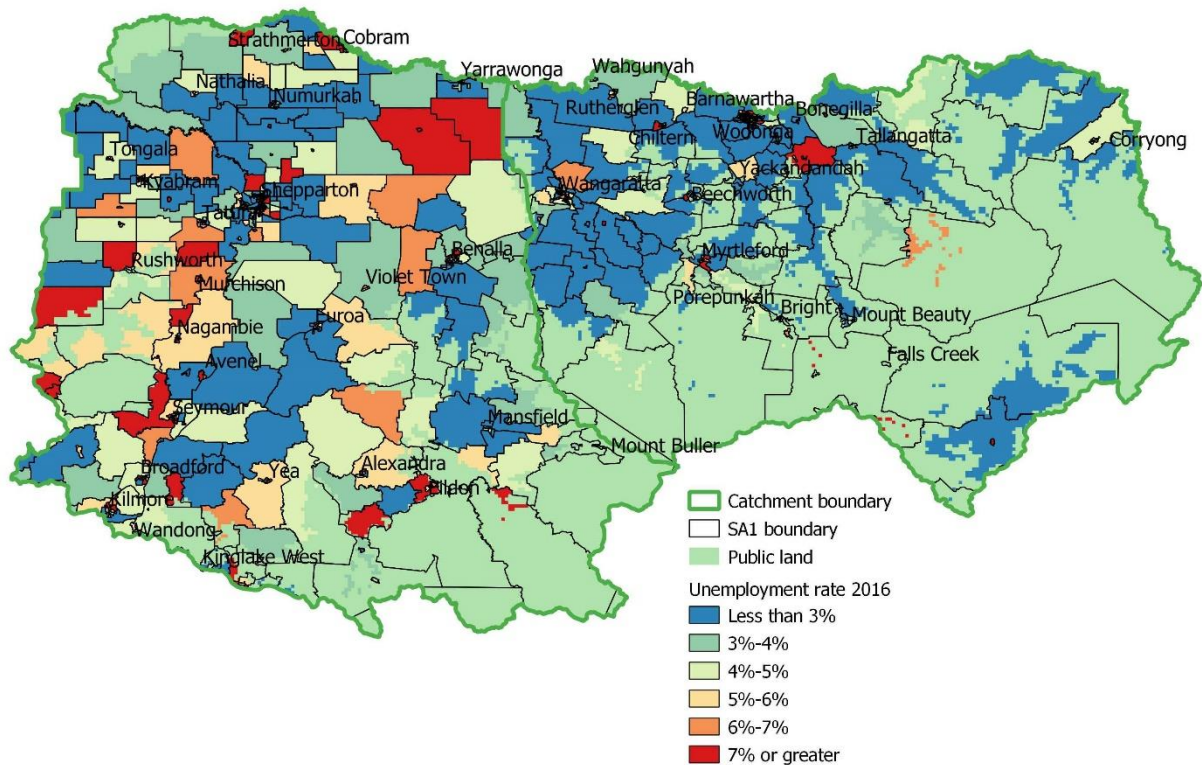 Strathmerton
Cobram
Nathalia
Numurkah
Yarrawonga
Wahgunyah
Rutherglen
Barnawartha
Bonegilla
Chiltern
Wodonga
Tallangatta
Corryong
Tongala
Kyabram
Shepparton
Tatura
Wangaratta
Yackandandah
Beechworth
Rushworth
Murchison
Violet Town
Benalla
Myrtleford
Porepunkah
Bright
Mount Beauty
Nagambie
Euroa
Avenel
Falls Creek
Seymour
Mansfield
Mount Buller
Broadford
Yea
Alexandra
Eildon
Kilmore
Wandong
Kinglake West
Catchment boundary
SA1 boundary
Public land
Unemployment rate 2016
Less than 3%
3%-4%
4%-5%
5%-6%
6%-7%
7% or greater